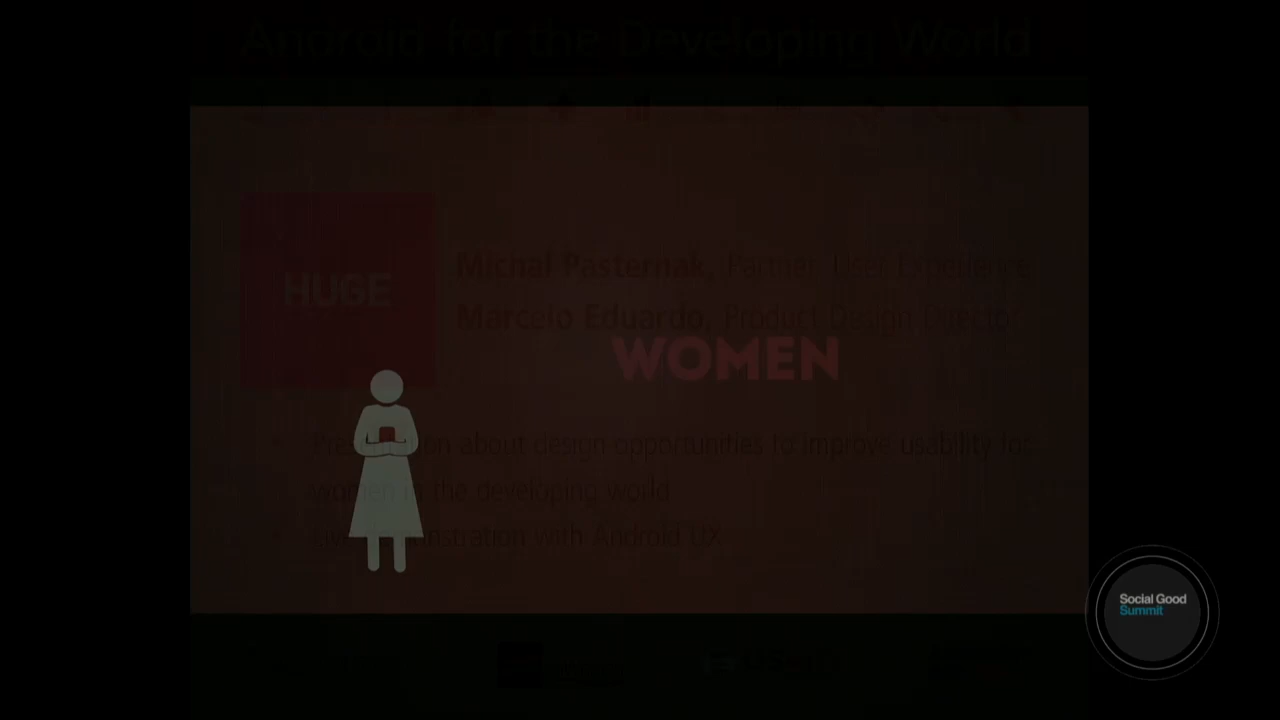 Android for the Developing World
HUGE
Michal Pasternak, Partner User Experience
Marcelo Eduardo, Product Design Director
WOMEN
Presentation about design opportunities to improve usability for
women in the developing world
Live demonstration with Android UX
Social Good
Summit